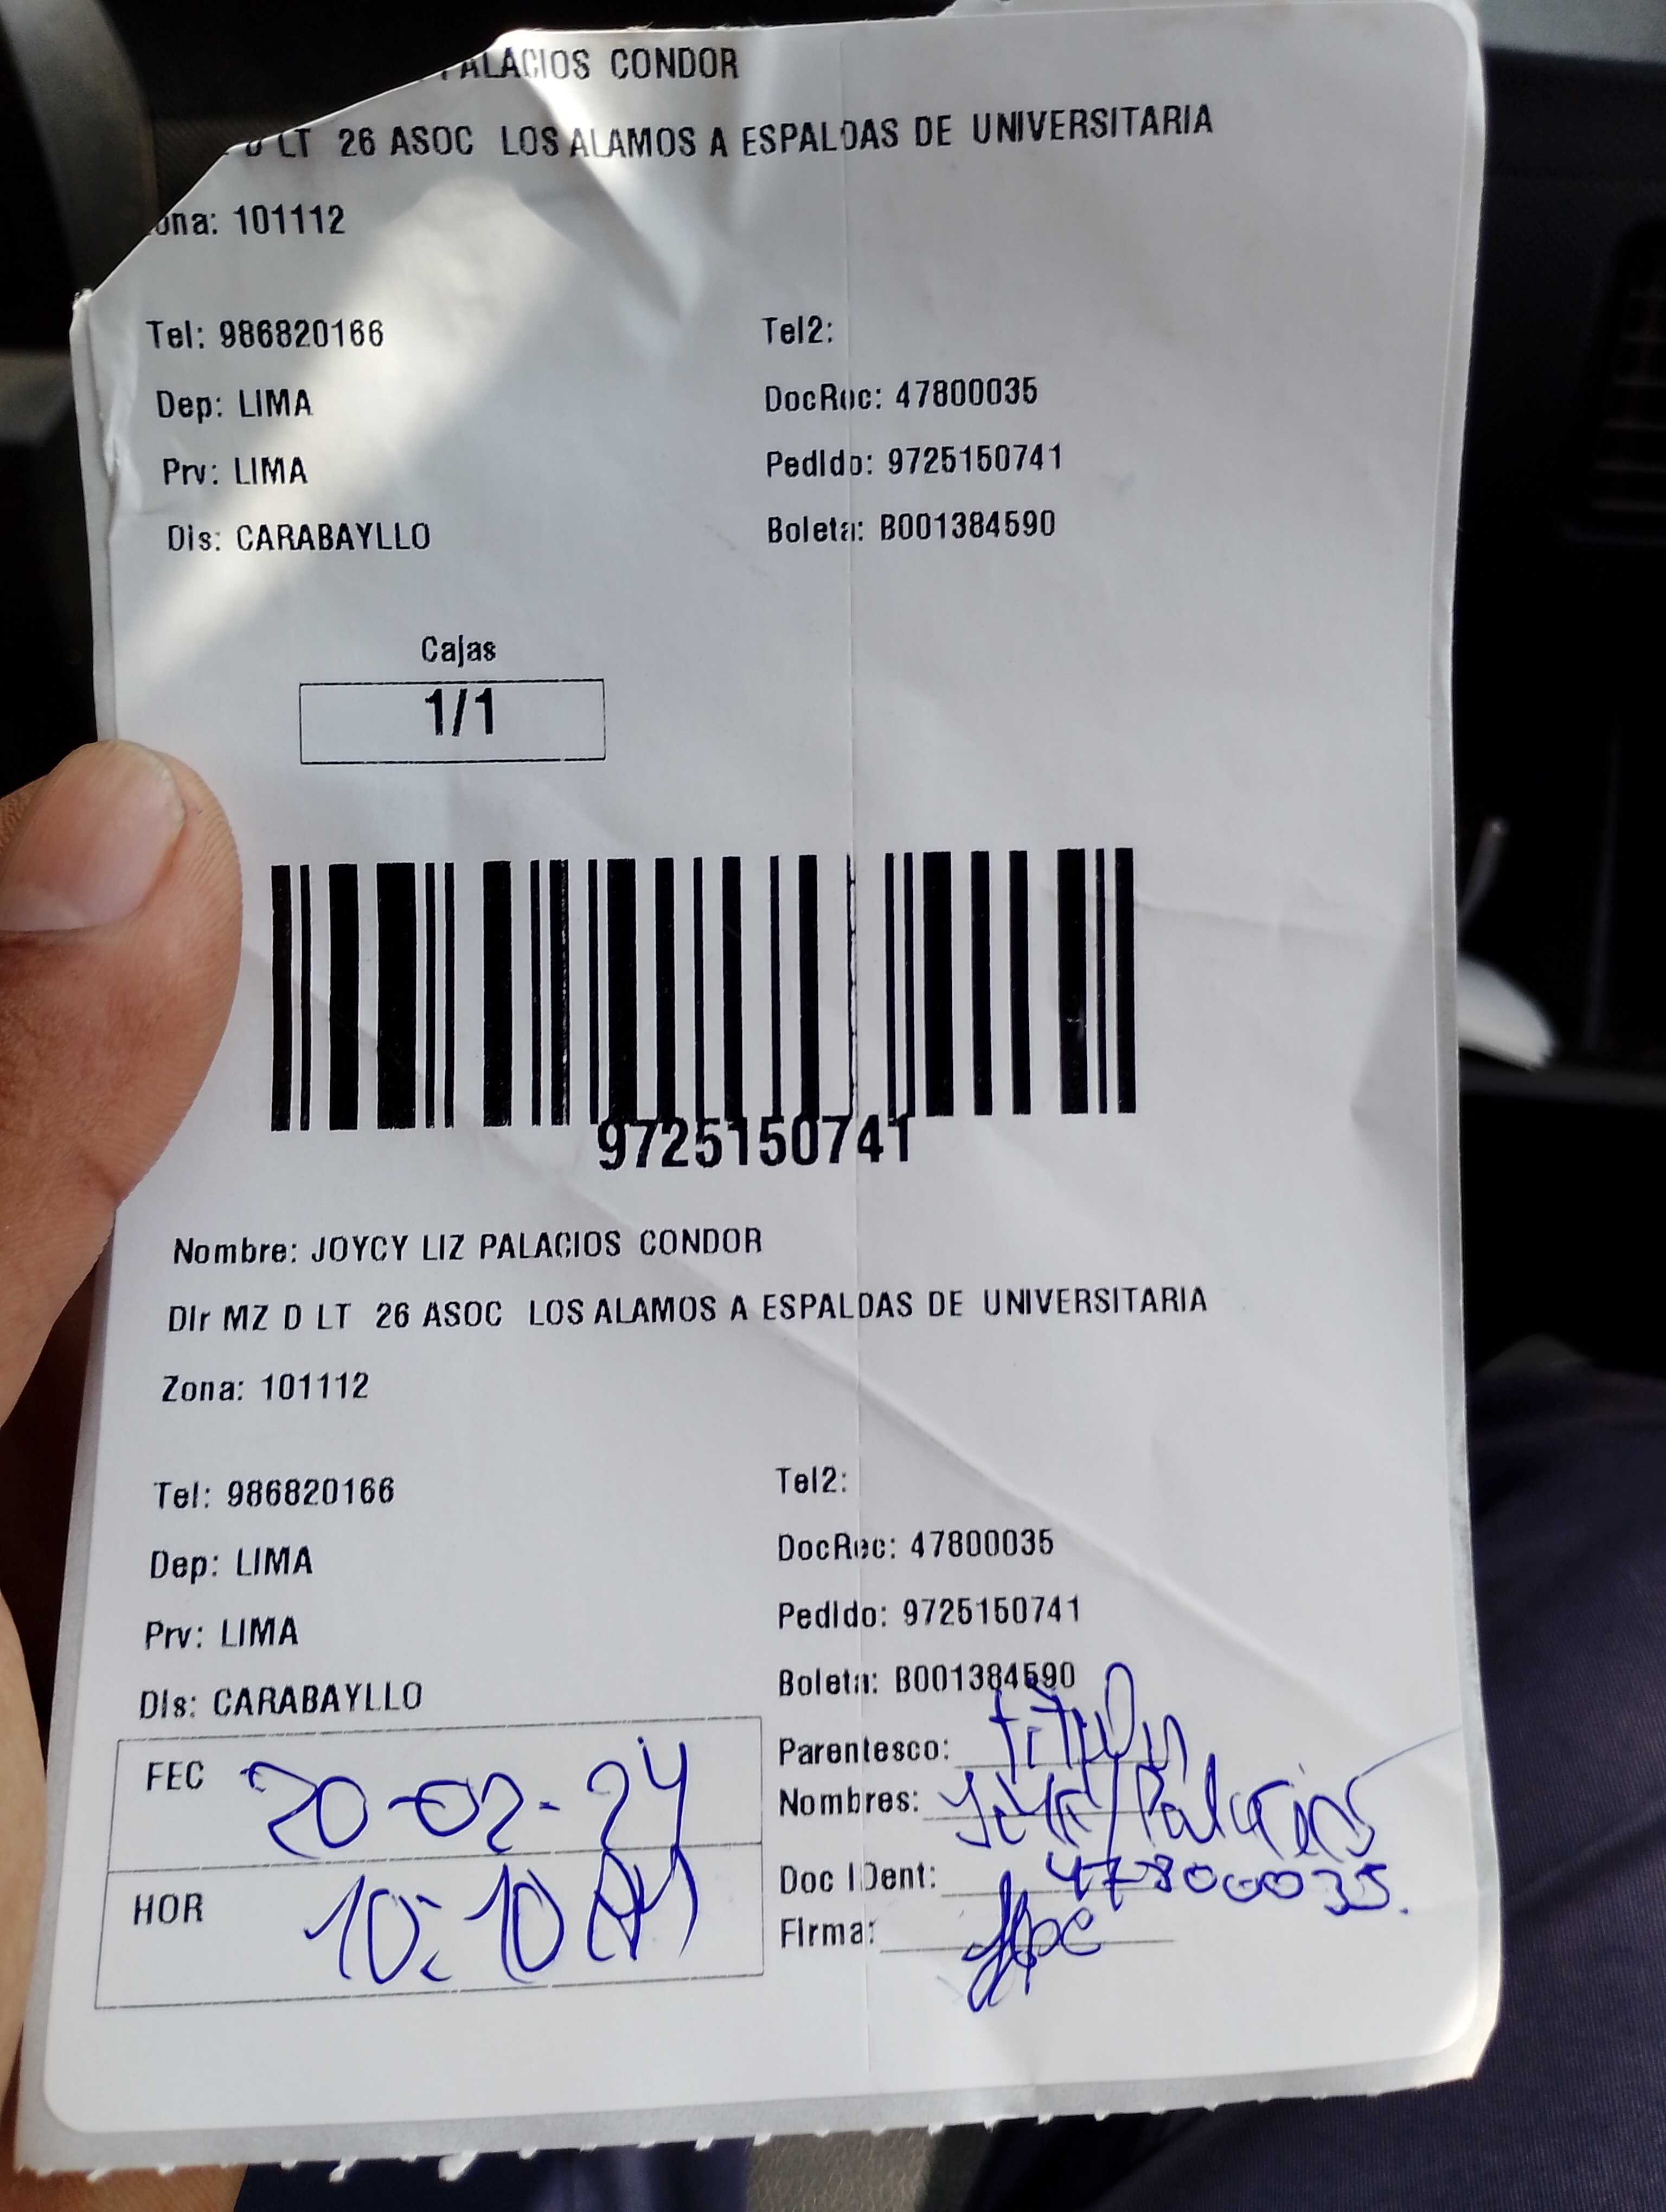 PALACIOS CONDOR
D LT 26 ASOC LOS ALAMOS A ESPALDAS DE UNIVERSITARIA
ona: 101112
Tel: 986820166 Tel2:
Dep: LIMA DocRec: 47800035
Prv: LIMA Pedido: 9725150741
Dis: CARABAYLLO Boleta: B001384590
Cajas
1/1
9725150741
Nombre: JOYCY LIZ PALACIOS CONDOR
Dir MZ D LT 26 ASOC LOS ALAMOS A ESPALDAS DE UNIVERSITARIA
Zona: 101112
Tel: 986820166 Tel2:
Dep: LIMA DocRec: 47800035
Prv: LIMA Pedido: 9725150741
Dis: CARABAYLLO Boleta: B001384590
FEC 20-02-24
HOR 10:10 AM
Parentesco:
Nombres: Palacios
Doc IDent: 47800035.
Firma: